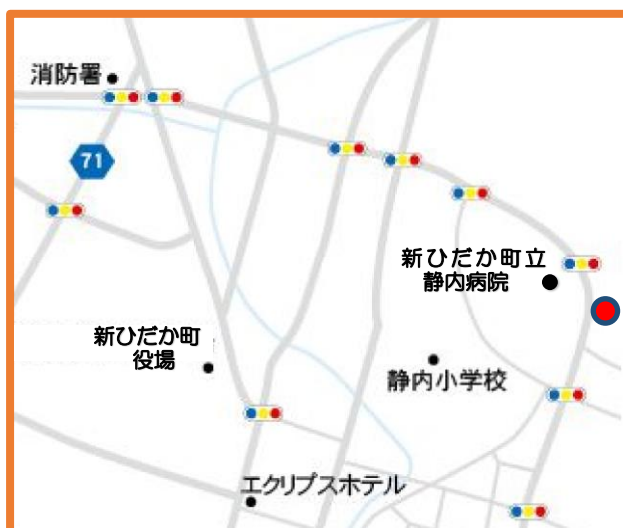 消防署
71
新ひだか町立
静内病院
新ひだか町
役場
静内小学校
エクリプスホテル